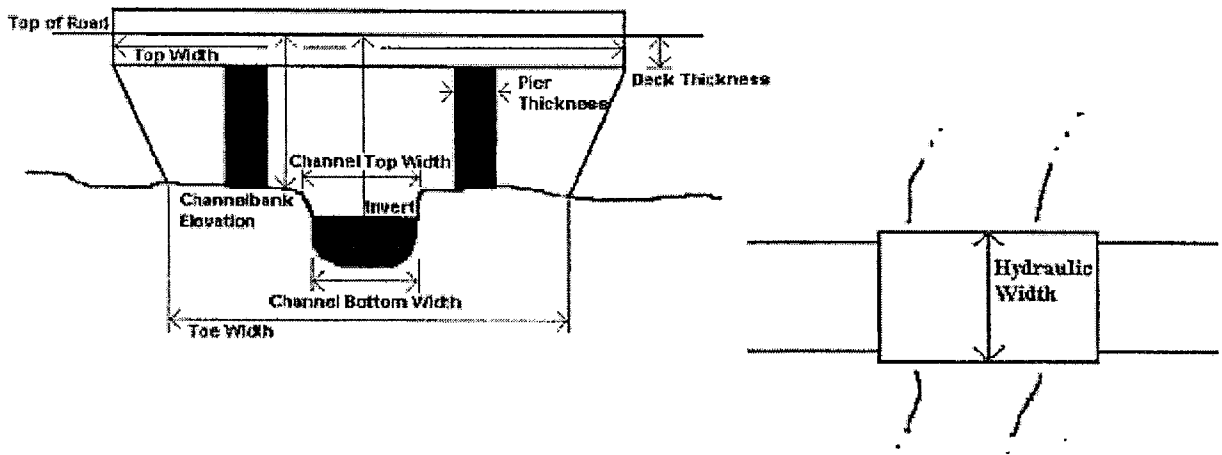 Top of Road
Top Width
Deck Thickness
Pier
Thickness
Channel Top Width
Channelbank
Elevation
Invert
Channel Bottom Width
Toe Width
Hydraulic
Width